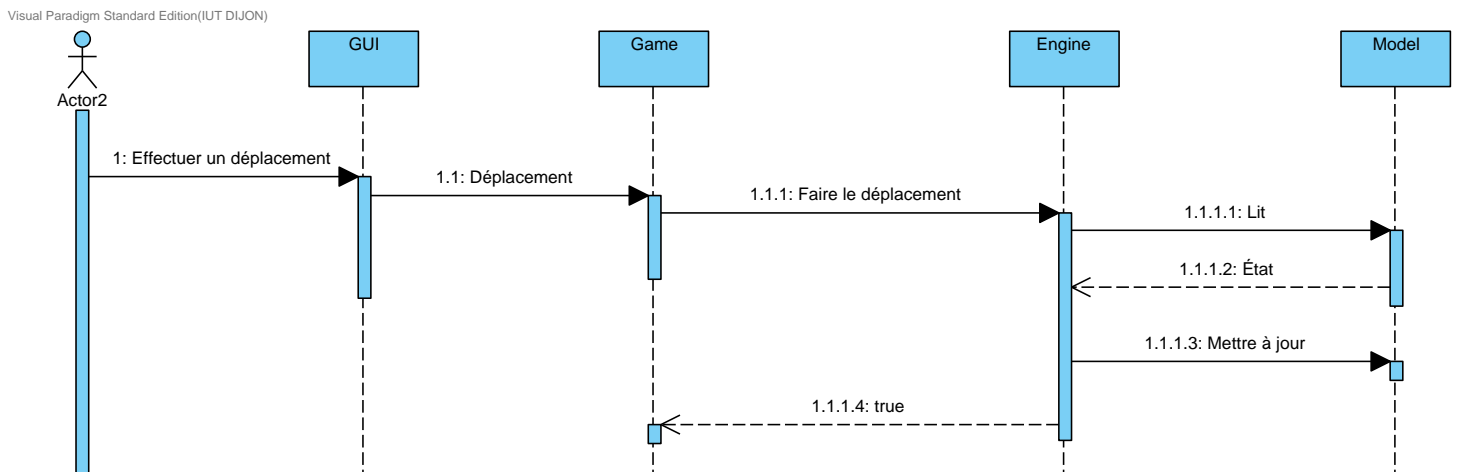 Visual Paradigm Standard Edition(IUT DIJON)
GUI
Game
Engine
Model
Actor2
1: Effectuer un déplacement
1.1: Déplacement
1.1.1: Faire le déplacement
1.1.1.1: Lit
1.1.1.2: État
1.1.1.3: Mettre à jour
1.1.1.4: true